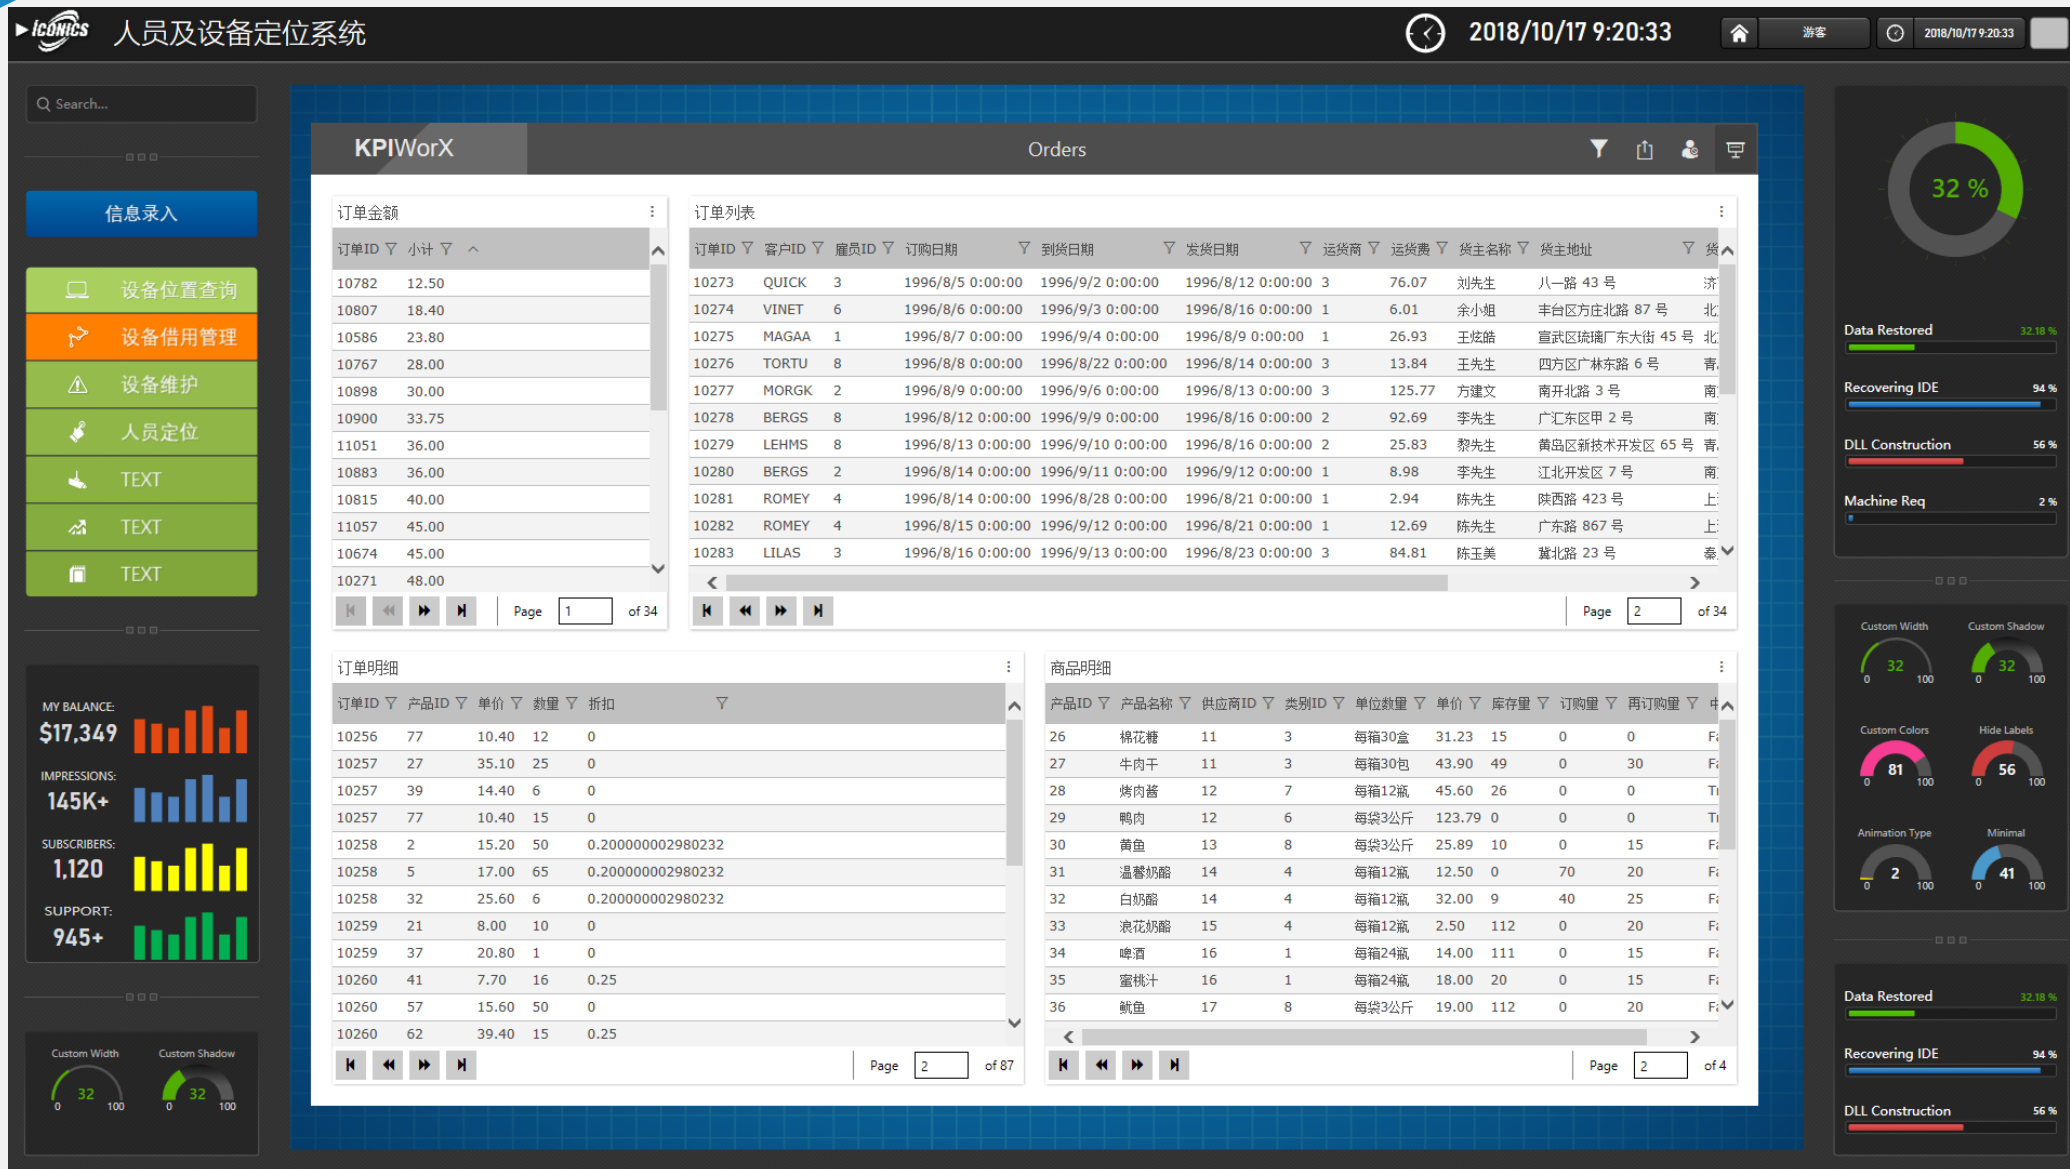 ICONICS 人员及设备定位系统 2018/10/17 9:20:33 游客 2018/10/17 9:20:33
Search...
信息录入
设备位置查询
设备借用管理
设备维护
人员定位
TEXT
TEXT
TEXT
MY BALANCE:
$17,349
IMPRESSIONS:
145K+
SUBSCRIBERS:
1,120
SUPPORT:
945+
Custom Width Custom Shadow
32 32
0 100 0 100
KPIWorX Orders
订单金额
订单ID 小计
10782 12.50
10807 18.40
10586 23.80
10767 28.00
10898 30.00
10900 33.75
11051 36.00
10883 36.00
10815 40.00
11057 45.00
10674 45.00
10271 48.00
Page 1 of 34
订单列表
订单ID 客户ID 雇员ID 订购日期 到货日期 发货日期 运货商 运货费 货主名称 货主地址 货
10273 QUICK 3 1996/8/5 0:00:00 1996/9/2 0:00:00 1996/8/12 0:00:00 3 76.07 刘先生 八一路 43 号 济
10274 VINET 6 1996/8/6 0:00:00 1996/9/3 0:00:00 1996/8/16 0:00:00 1 6.01 余小姐 丰台区方庄北路 87 号 北
10275 MAGAA 1 1996/8/7 0:00:00 1996/9/4 0:00:00 1996/8/9 0:00:00 1 26.93 王炫皓 宣武区琉璃厂东大街 45 号 北
10276 TORTU 8 1996/8/8 0:00:00 1996/8/22 0:00:00 1996/8/14 0:00:00 3 13.84 王先生 四方区广林东路 6 号 青
10277 MORGK 2 1996/8/9 0:00:00 1996/9/6 0:00:00 1996/8/13 0:00:00 3 125.77 方建文 南开北路 3 号 南
10278 BERGS 8 1996/8/12 0:00:00 1996/9/9 0:00:00 1996/8/16 0:00:00 2 92.69 李先生 广汇东区甲 2 号 南
10279 LEHMS 8 1996/8/13 0:00:00 1996/9/10 0:00:00 1996/8/16 0:00:00 2 25.83 黎先生 黄岛区新技术开发区 65 号 青
10280 BERGS 2 1996/8/14 0:00:00 1996/9/11 0:00:00 1996/9/12 0:00:00 1 8.98 李先生 江北开发区 7 号 南
10281 ROMEY 4 1996/8/14 0:00:00 1996/8/28 0:00:00 1996/8/21 0:00:00 1 2.94 陈先生 陕西路 423 号 上
10282 ROMEY 4 1996/8/15 0:00:00 1996/9/12 0:00:00 1996/8/21 0:00:00 1 12.69 陈先生 广东路 867 号 上
10283 LILAS 3 1996/8/16 0:00:00 1996/9/13 0:00:00 1996/8/23 0:00:00 3 84.81 陈玉美 冀北路 23 号 秦
Page 2 of 34
订单明细
订单ID 产品ID 单价 数量 折扣
10256 77 10.40 12 0
10257 27 35.10 25 0
10257 39 14.40 6 0
10257 77 10.40 15 0
10258 2 15.20 50 0.200000002980232
10258 5 17.00 65 0.200000002980232
10258 32 25.60 6 0.200000002980232
10259 21 8.00 10 0
10259 37 20.80 1 0
10260 41 7.70 16 0.25
10260 57 15.60 50 0
10260 62 39.40 15 0.25
Page 2 of 87
商品明细
产品ID 产品名称 供应商ID 类别ID 单位数量 单价 库存量 订购量 再订购量 中
26 棉花糖 11 3 每箱30盒 31.23 15 0 0 Fa
27 牛肉干 11 3 每箱30包 43.90 49 0 30 Fa
28 烤肉酱 12 7 每箱12瓶 45.60 26 0 0 Tr
29 鸭肉 12 6 每袋3公斤 123.79 0 0 0 Tr
30 黄鱼 13 8 每袋3公斤 25.89 10 0 15 Fa
31 温馨奶酪 14 4 每箱12瓶 12.50 0 70 20 Fa
32 白奶酪 14 4 每箱12瓶 32.00 9 40 25 Fa
33 浪花奶酪 15 4 每箱12瓶 2.50 112 0 20 Fa
34 啤酒 16 1 每箱24瓶 14.00 111 0 15 Fa
35 蜜桃汁 16 1 每箱24瓶 18.00 20 0 15 Fa
36 鱿鱼 17 8 每袋3公斤 19.00 112 0 20 Fa
Page 2 of 4
32 %
Data Restored 32.18 %
Recovering IDE 94 %
DLL Construction 56 %
Machine Req 2 %
Custom Width Custom Shadow
32 32
0 100 0 100
Custom Colors Hide Labels
81 56
0 100 0 100
Animation Type Minimal
2 41
0 100 0 100
Data Restored 32.18 %
Recovering IDE 94 %
DLL Construction 56 %